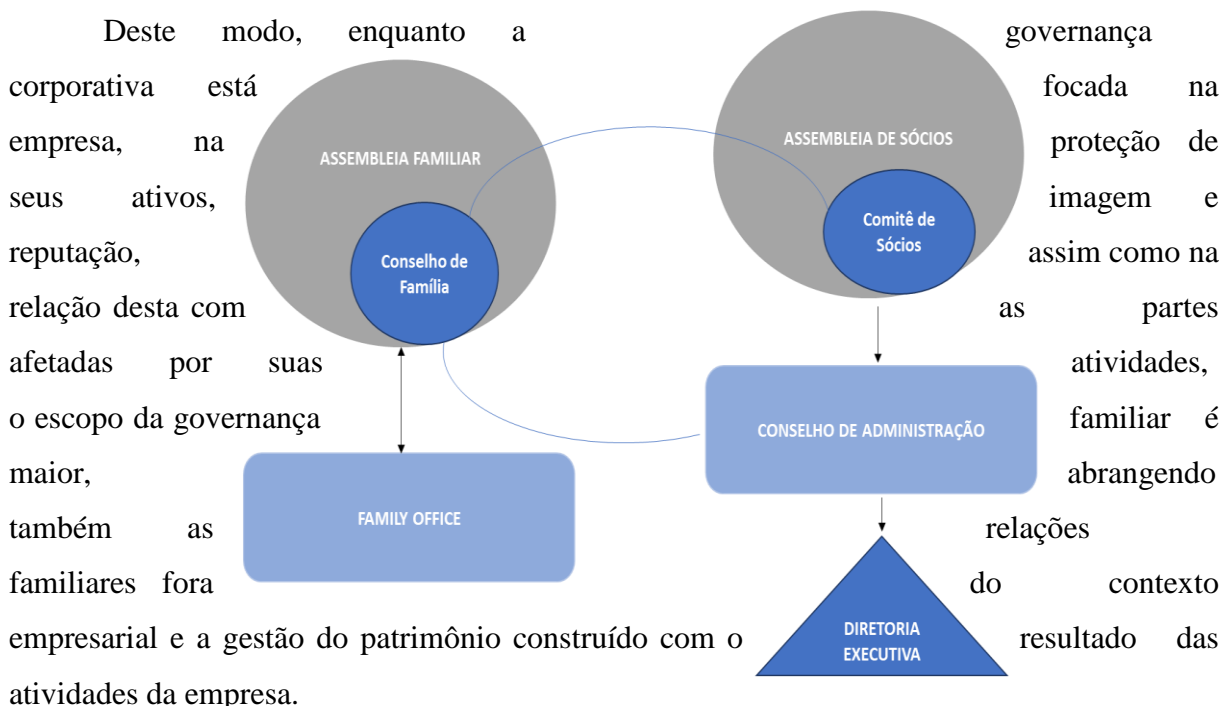 Deste modo, enquanto a governança
corporativa está focada na
empresa, na proteção de
seus ativos, imagem e
reputação, assim como na
relação desta com as partes
afetadas por suas atividades,
o escopo da governança familiar é
maior, abrangendo
também as relações
familiares fora do contexto
empresarial e a gestão do patrimônio construído com o resultado das
atividades da empresa.
ASSEMBLEIA FAMILIAR
Conselho de
Família
FAMILY OFFICE
ASSEMBLEIA DE SÓCIOS
Comitê de
Sócios
CONSELHO DE ADMINISTRAÇÃO
DIRETORIA
EXECUTIVA